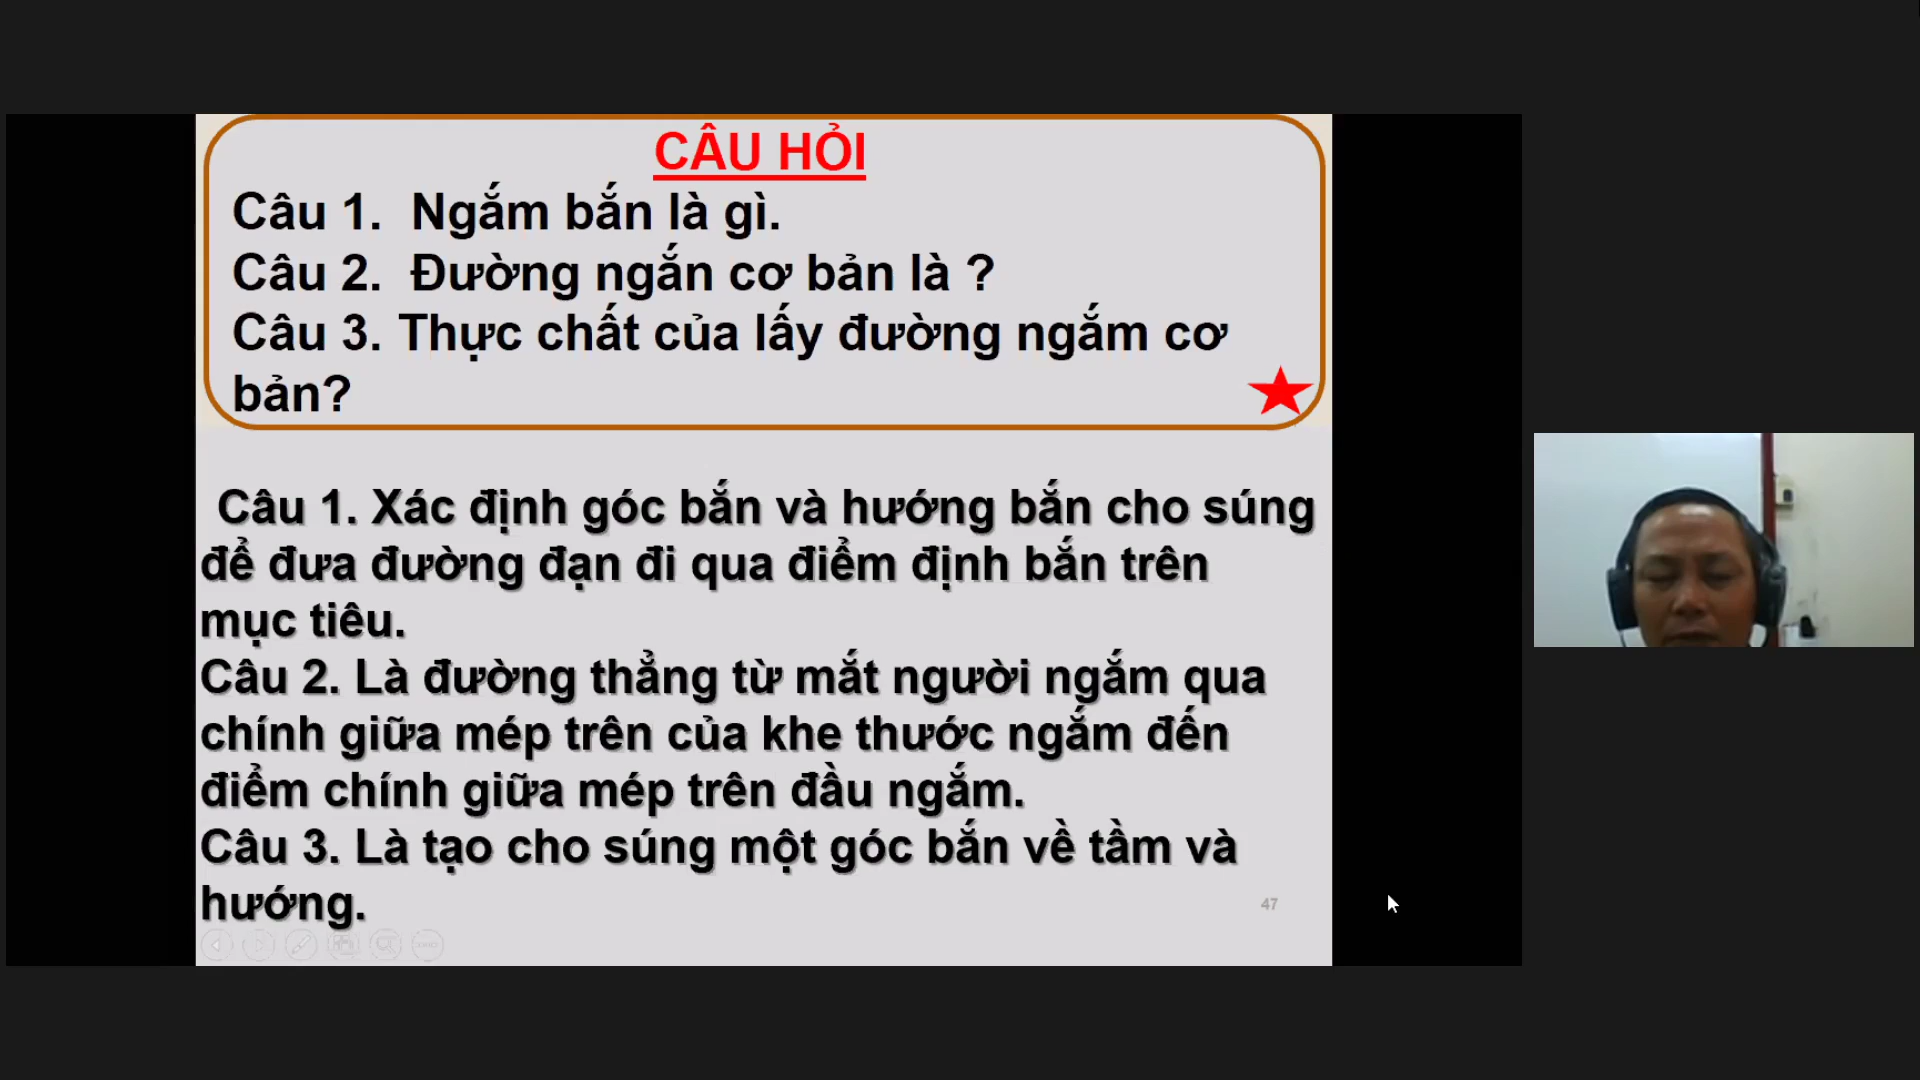 CÂU HỎI
Câu 1.  Ngắm bắn là gì.
Câu 2.  Đường ngắn cơ bản là ?
Câu 3. Thực chất của lấy đường ngắm cơ
bản?
Câu 1. Xác định góc bắn và hướng bắn cho súng
để đưa đường đạn đi qua điểm định bắn trên
mục tiêu.
Câu 2. Là đường thẳng từ mắt người ngắm qua
chính giữa mép trên của khe thước ngắm đến
điểm chính giữa mép trên đầu ngắm.
Câu 3. Là tạo cho súng một góc bắn về tầm và
hướng.
47